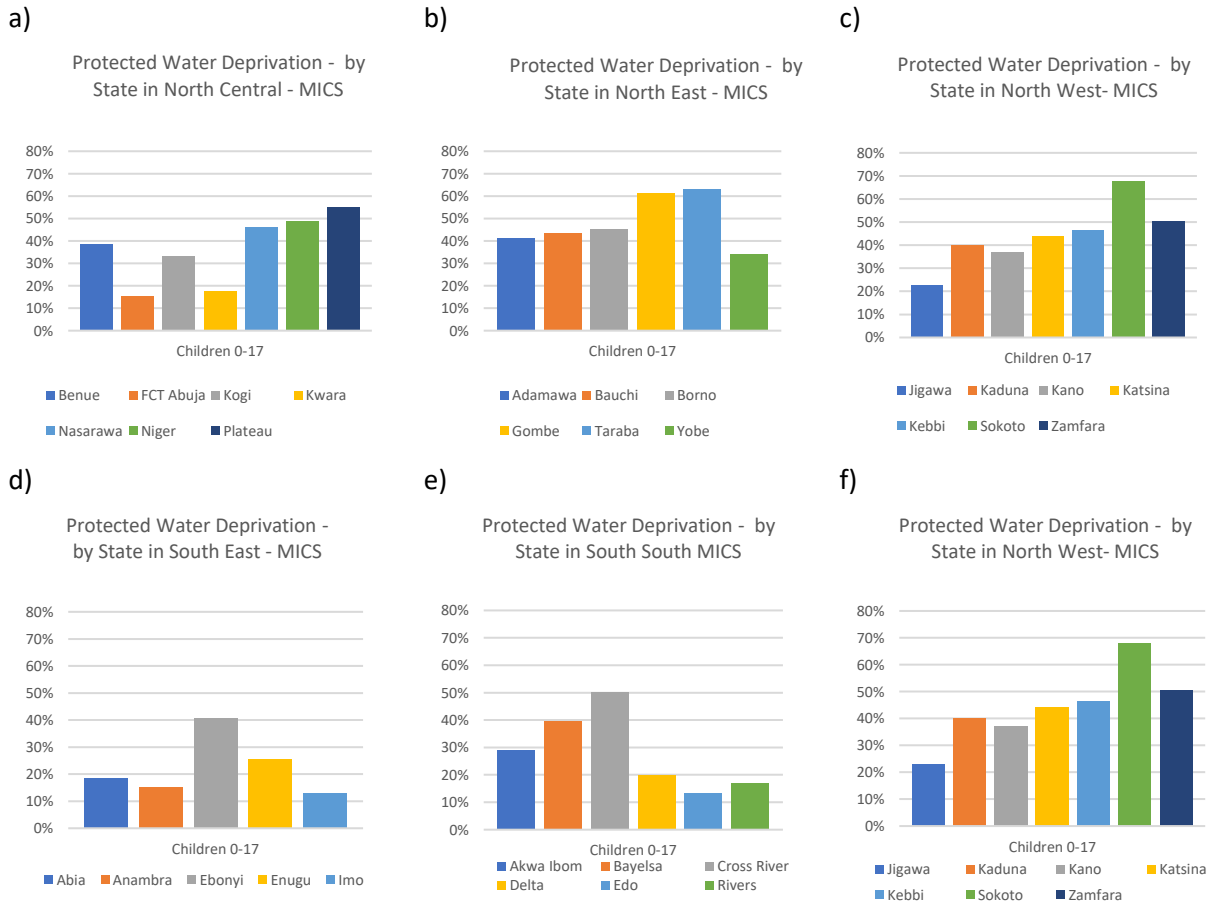 a)
Protected Water Deprivation - by
State in North Central - MICS
80%
70%
60%
50%
40%
30%
20%
10%
0%
Children 0-17
Benue FCT Abuja Kogi Kwara
Nasarawa Niger Plateau
b)
Protected Water Deprivation - by
State in North East - MICS
80%
70%
60%
50%
40%
30%
20%
10%
0%
Children 0-17
Adamawa Bauchi Borno
Gombe Taraba Yobe
c)
Protected Water Deprivation - by
State in North West- MICS
80%
70%
60%
50%
40%
30%
20%
10%
0%
Children 0-17
Jigawa Kaduna Kano Katsina
Kebbi Sokoto Zamfara
d)
Protected Water Deprivation -
by State in South East - MICS
80%
70%
60%
50%
40%
30%
20%
10%
0%
Children 0-17
Abia Anambra Ebonyi Enugu Imo
e)
Protected Water Deprivation - by
State in South South MICS
80%
70%
60%
50%
40%
30%
20%
10%
0%
Children 0-17
Akwa Ibom Bayelsa Cross River
Delta Edo Rivers
f)
Protected Water Deprivation - by
State in North West- MICS
80%
70%
60%
50%
40%
30%
20%
10%
0%
Children 0-17
Jigawa Kaduna Kano Katsina
Kebbi Sokoto Zamfara